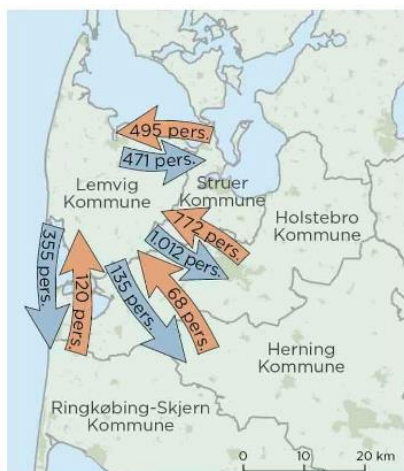 495 pers.
471 pers.
Lemvig
Kommune
Struer
Kommune
Holstebro
Kommune
772 pers.
1.012 pers.
355 pers.
120 pers.
135 pers.
68 pers.
Herning
Kommune
Ringkøbing-Skjern
Kommune
0 10 20 km